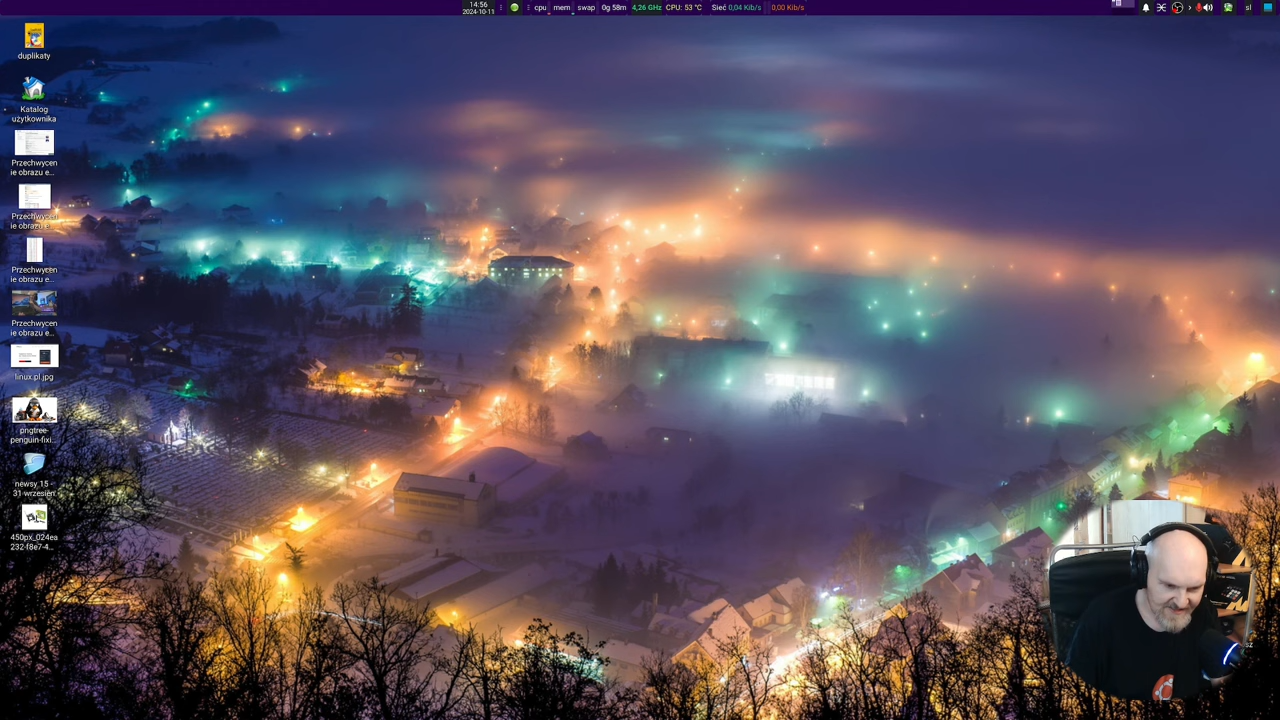 14:56
2024-10-11
cpu
mem
swap
0g 58m
4,26 GHz
CPU: 53 °C
Sieć
0,04 Kib/s
0,00 Kib/s
sl
duplikaty
Katalog
użytkownika
Przechwycen
ie obrazu e...
Przechwycen
ie obrazu e...
Przechwycen
ie obrazu e...
Przechwycen
ie obrazu e...
linux.pl.jpg
pngtree-
penguin-fixi...
newsy 15 -
31 wrzesień
450px_024ea
232-f8e7-4...